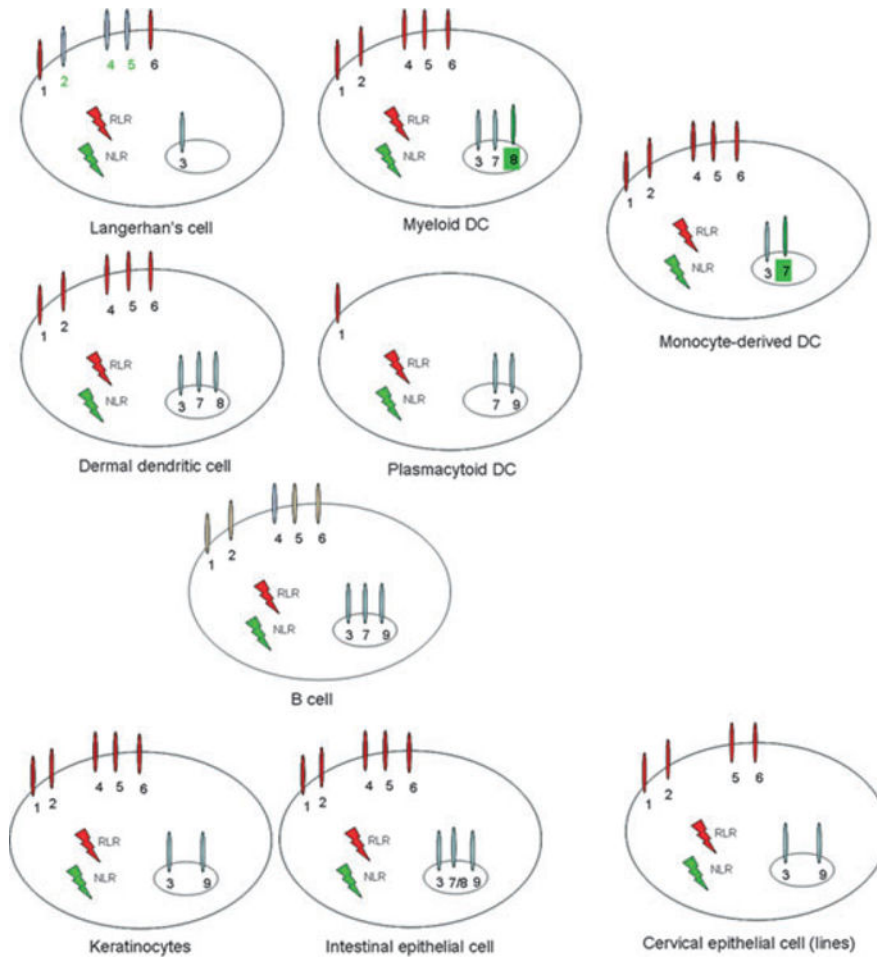 1 2 4 5 6
RLR
NLR
3
Langerhan's cell
1 2 4 5 6
RLR
NLR
3 7 8
Myeloid DC
1 2 4 5 6
RLR
NLR
3 7
Monocyte-derived DC
1 2 4 5 6
RLR
NLR
3 7 8
Dermal dendritic cell
1
RLR
NLR
7 9
Plasmacytoid DC
1 2 4 5 6
RLR
NLR
3 7 9
B cell
1 2 4 5 6
RLR
NLR
3 9
Keratinocytes
1 2 4 5 6
RLR
NLR
3 7/8 9
Intestinal epithelial cell
1 2 5 6
RLR
NLR
3 9
Cervical epithelial cell (lines)